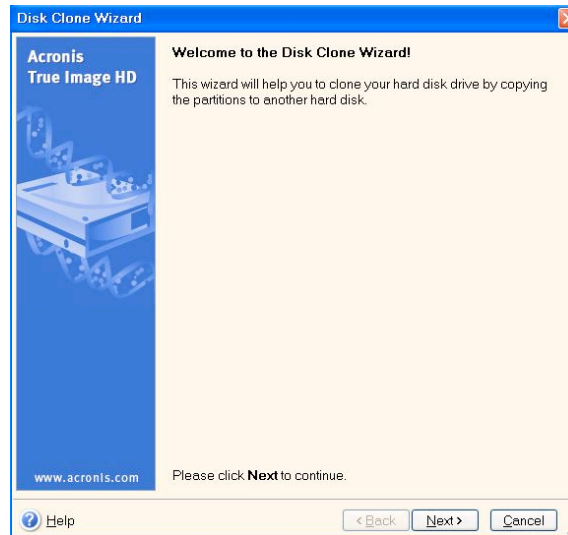 Disk Clone Wizard
Acronis
True Image HD
Welcome to the Disk Clone Wizard!
This wizard will help you to clone your hard disk drive by copying
the partitions to another hard disk.
www.acronis.com
Please click Next to continue.
Help
< Back
Next >
Cancel